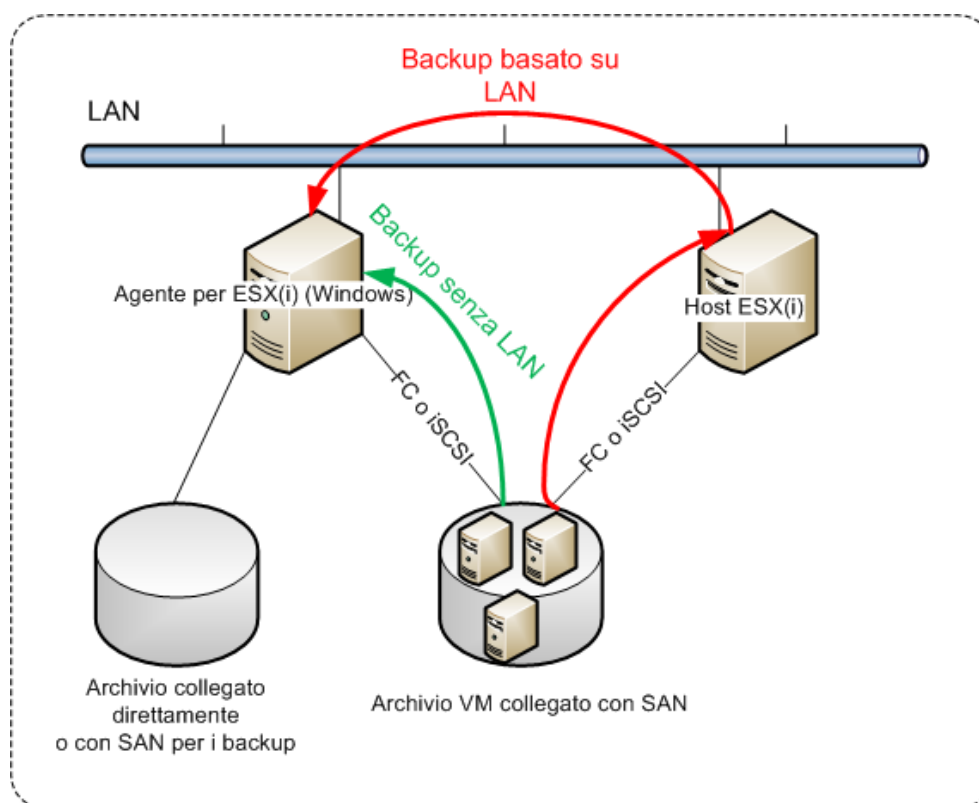 Backup basato su
LAN
LAN
Backup senza LAN
Agente per ESX(i) (Windows)
Host ESX(i)
FC o iSCSI
FC o iSCSI
Archivio collegato
direttamente
o con SAN per i backup
Archivio VM collegato con SAN